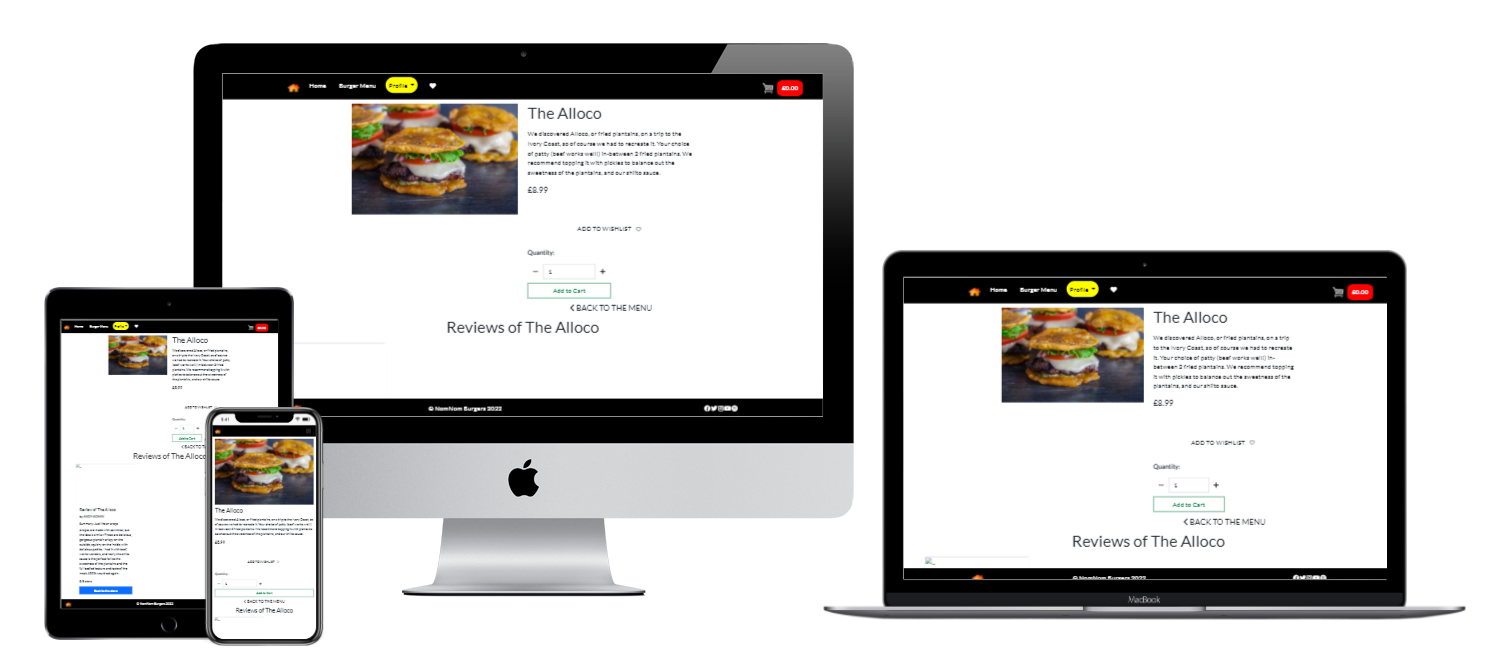 Home Burger Menu Profile £0.00
The Alloco
We discovered Alloco, or fried plantains, on a trip to the
Ivory Coast, so of course we had to recreate it. Your choice
of patty (beef works well!) in-between 2 fried plantains. We
recommend topping it with pickles to balance out the
sweetness of the plantains, and our shiito sauce.
£8.99
ADD TO WISHLIST
Quantity:
− 1 +
Add to Cart
BACK TO THE MENU
Reviews of The Alloco
© NomNom Burgers 2022
Home Burger Menu Profile £0.00
The Alloco
We discovered Alloco, or fried plantains, on a trip
to the Ivory Coast, so of course we had to recreate
it. Your choice of patty (beef works well!) in-
between 2 fried plantains. We recommend topping
it with pickles to balance out the sweetness of the
plantains, and our shiito sauce.
£8.99
ADD TO WISHLIST
Quantity:
− 1 +
Add to Cart
BACK TO THE MENU
Reviews of The Alloco
© NomNom Burgers 2022
MacBook
Home Burger Menu Profile £0.00
The Alloco
£8.99
ADD TO WISHLIST
Quantity:
− 1 +
Add to Cart
BACK TO
Reviews of The Alloco
Review of The Alloco
© NomNom Burgers 2022
The Alloco
£8.99
ADD TO WISHLIST
Quantity:
− 1 +
Add to Cart
BACK TO THE MENU
Reviews of The Alloco